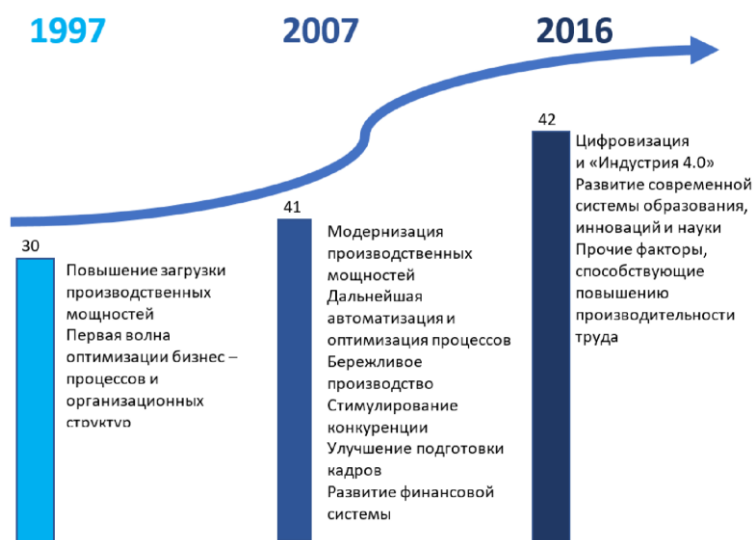 1997
2007
2016
30
Повышение загрузки
производственных
мощностей
Первая волна
оптимизации бизнес –
процессов и
организационных
структур
41
Модернизация
производственных
мощностей
Дальнейшая
автоматизация и
оптимизация процессов
Бережливое
производство
Стимулирование
конкуренции
Улучшение подготовки
кадров
Развитие финансовой
системы
42
Цифровизация
и «Индустрия 4.0»
Развитие современной
системы образования,
инноваций и науки
Прочие факторы,
способствующие
повышению
производительности
труда